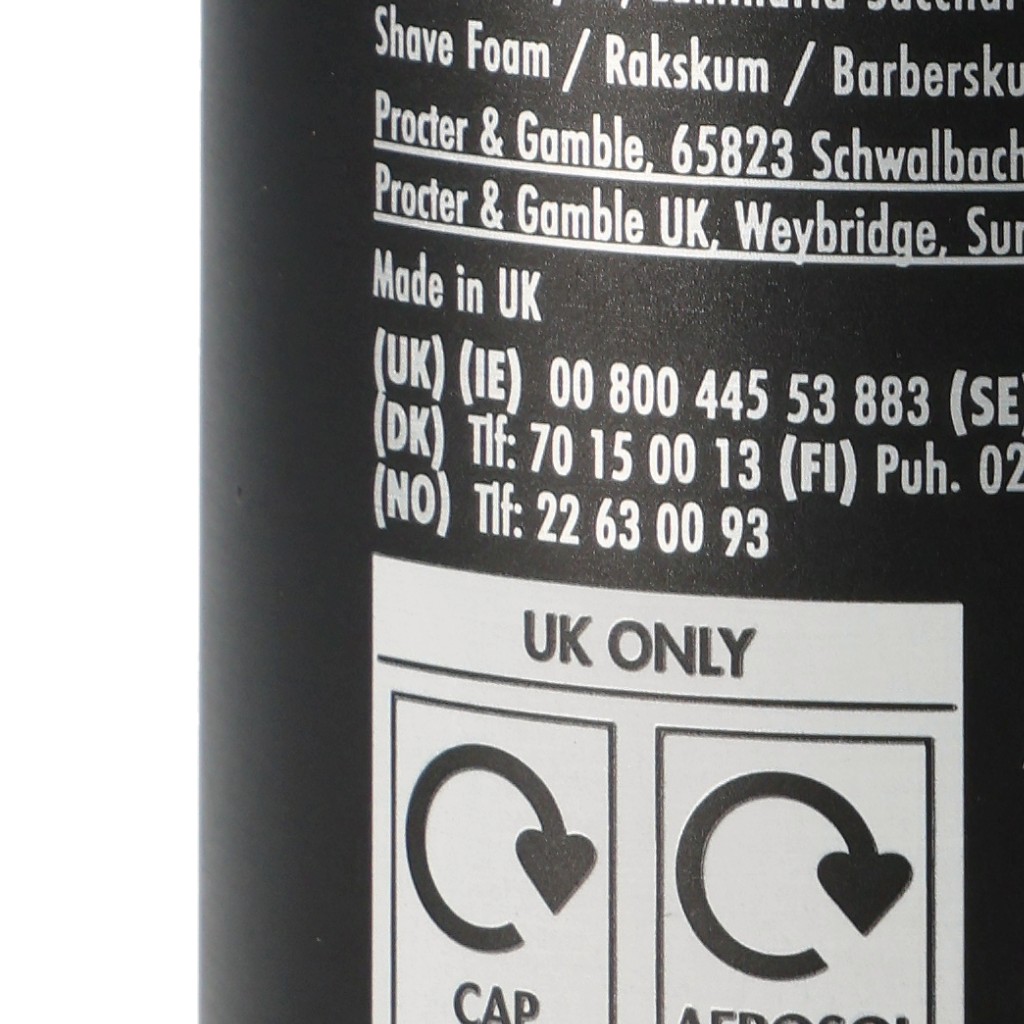 Shave Foam / Rakskum /
Procter & Gamble, 65823 Schwalbach
Procter & Gamble UK, Weybridge,
Made in UK
(UK) (IE) 00 800 445 53 883 (SE)
(DK) Tlf: 70 15 00 13 (FI) Puh. 02
(NO) Tlf: 22 63 00 93
UK ONLY
CAP
AEROSOL